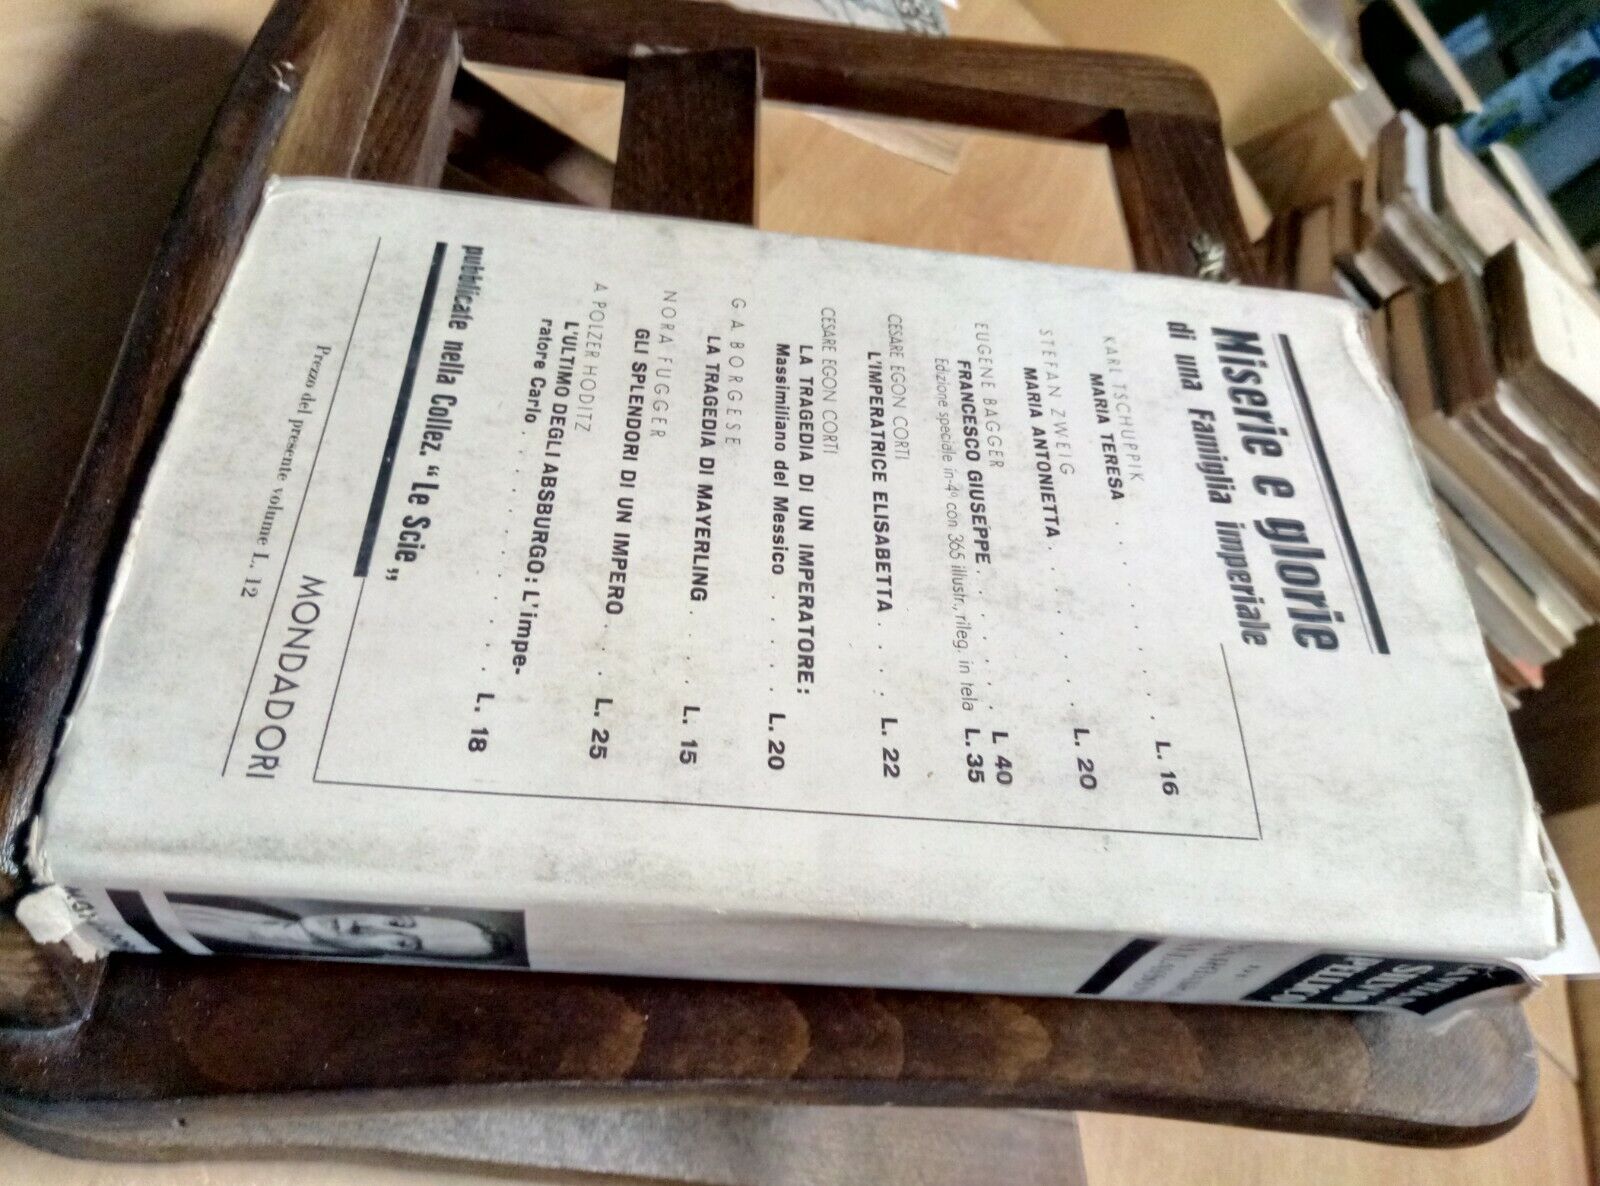 Miserie e glorie
di una Famiglia imperiale
KARL TSCHUPPIK
MARIA TERESA . . . . . . . L. 16
STEFAN ZWEIG
MARIA ANTONIETTA . . . . . L. 20
EUGENE BAGGER
FRANCESCO GIUSEPPE . . . . . . L 40
Edizione speciale in-4º con 365 illustr., rileg. in tela L. 35
CESARE EGON CORTI
L'IMPERATRICE ELISABETTA . . . L. 22
CESARE EGON CORTI
LA TRAGEDIA DI UN IMPERATORE:
Massimiliano del Messico . . . . . L. 20
G A BORGESE
LA TRAGEDIA DI MAYERLING . . . L. 15
NORA FUGGER
GLI SPLENDORI DI UN IMPERO . . . L. 25
A POLZER HODITZ
L'ULTIMO DEGLI ABSBURGO: L'impe-
ratore Carlo . . . . . . . . L. 18
pubblicate nella Collez. “Le Scie„
MONDADORI
Prezzo del presente volume L. 12